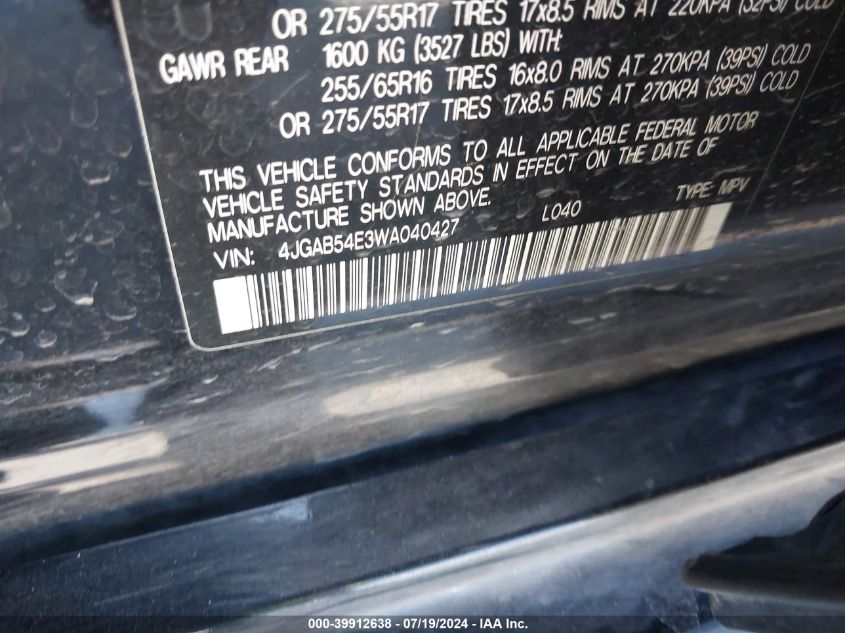 OR 275/55R17 TIRES 17x8.5 RIMS AT 220KPA (32PSI) COLD
GAWR REAR 1600 KG (3527 LBS) WITH:
255/65R16 TIRES 16x8.0 RIMS AT 270KPA (39PSI) COLD
OR 275/55R17 TIRES 17x8.5 RIMS AT 270KPA (39PSI) COLD
THIS VEHICLE CONFORMS TO ALL APPLICABLE FEDERAL MOTOR
VEHICLE SAFETY STANDARDS IN EFFECT ON THE DATE OF
MANUFACTURE SHOWN ABOVE.
VIN: 4JGAB54E3WA040427 L040 TYPE: MPV
000-39912638 - 07/19/2024 - IAA Inc.